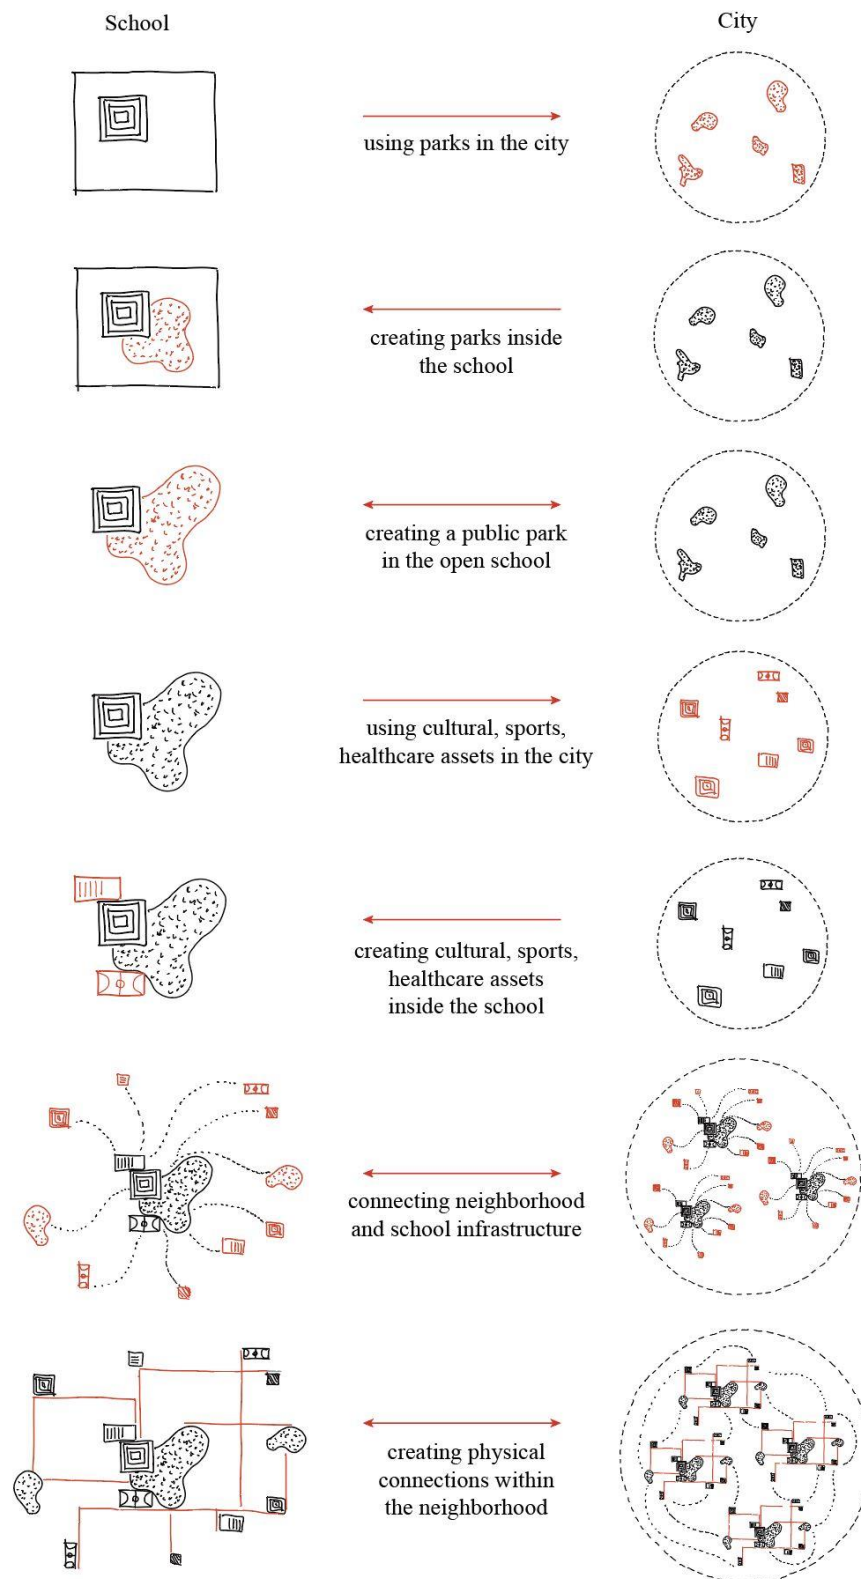 School
City
using parks in the city
creating parks inside
the school
creating a public park
in the open school
using cultural, sports,
healthcare assets in the city
creating cultural, sports,
healthcare assets
inside the school
connecting neighborhood
and school infrastructure
creating physical
connections within
the neighborhood